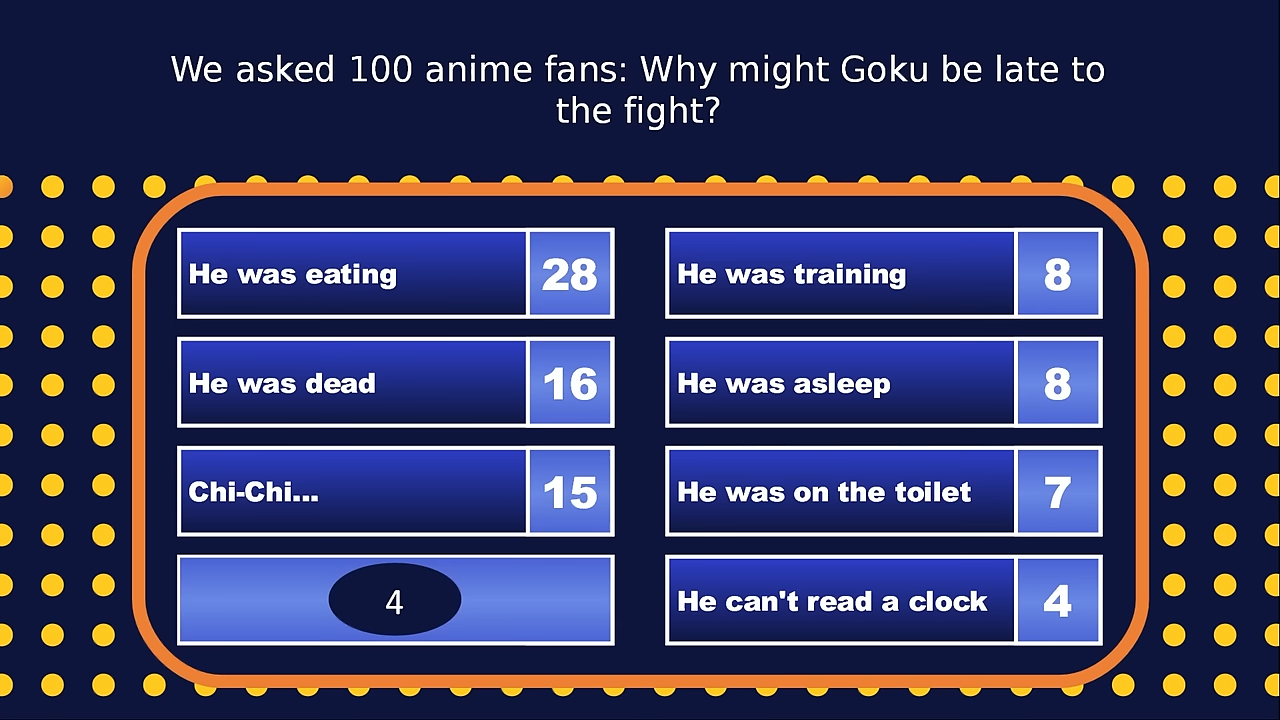 We asked 100 anime fans: Why might Goku be late to
the fight?
He was eating 28
He was dead 16
Chi-Chi... 15
4
He was training 8
He was asleep 8
He was on the toilet 7
He can't read a clock 4